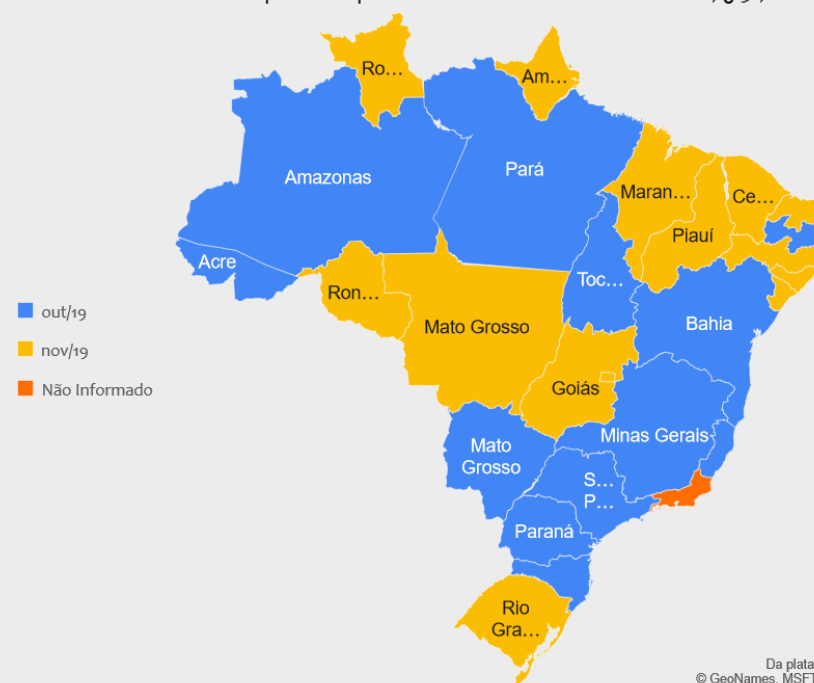 Ro...
Am...
Amazonas
Pará
Maran...
Ce...
Piauí
Acre
Toc...
Ron...
out/19
Mato Grosso
Bahia
nov/19
Goiás
Não Informado
Minas Gerais
Mato
Grosso
S...
P...
Paraná
Rio
Gra...
Da plata
© GeoNames, MSFT